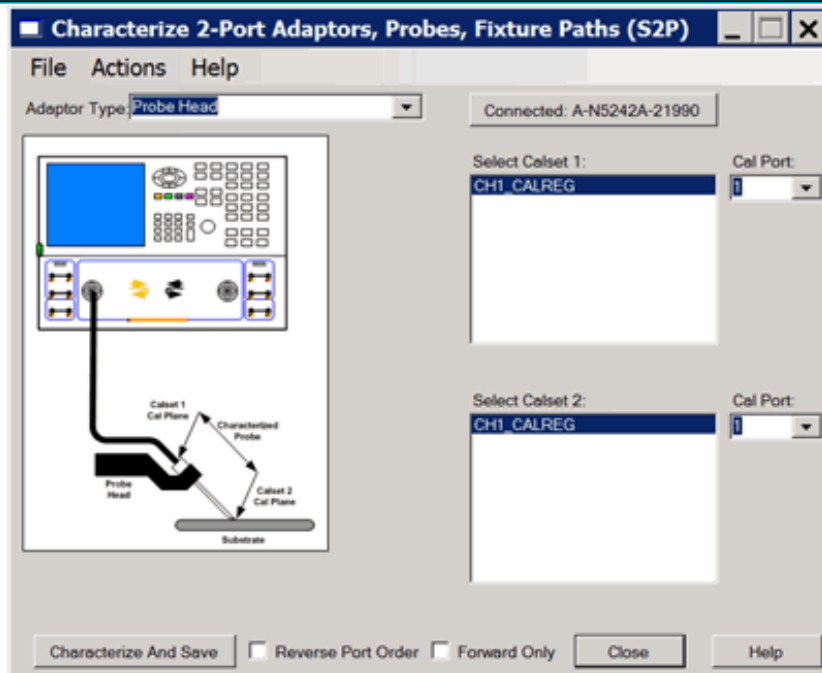 Characterize 2-Port Adaptors, Probes, Fixture Paths (S2P)
File Actions Help
Adaptor Type: Probe Head
Connected: A-N5242A-21990
Select Calset 1:
Cal Port:
CH1_CALREG
1
Calset 1
Cal Plane
Characterized
Probe
Probe
Head
Calset 2
Cal Plane
Substrate
Select Calset 2:
Cal Port:
CH1_CALREG
1
Characterize And Save
Reverse Port Order
Forward Only
Close
Help